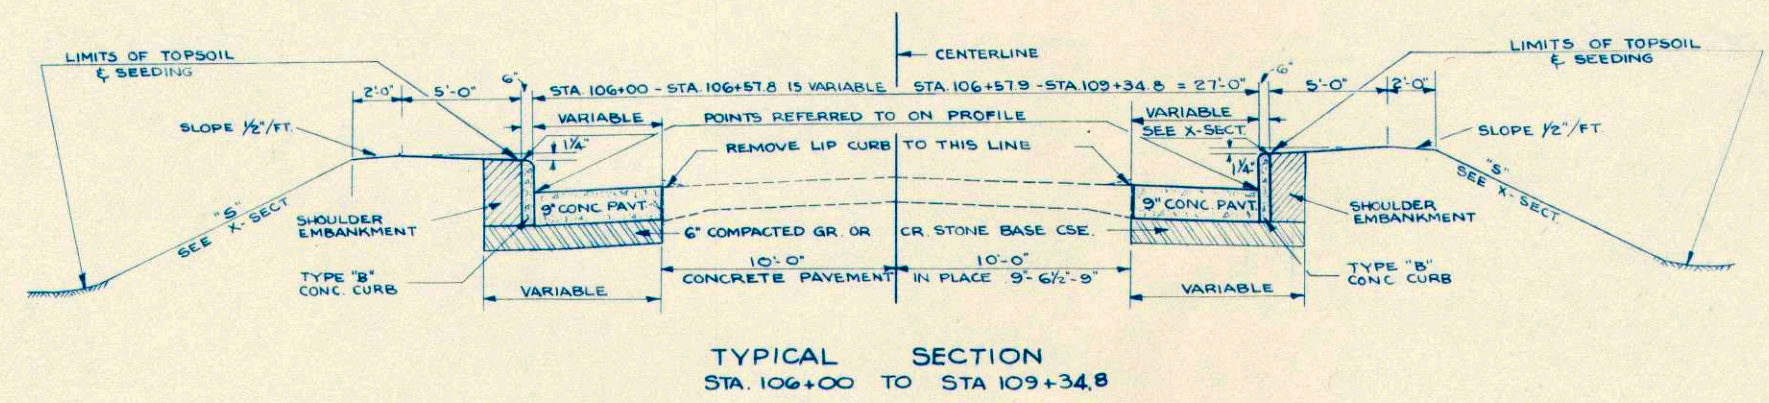 LIMITS OF TOPSOIL
& SEEDING
CENTERLINE
LIMITS OF TOPSOIL
& SEEDING
2'-0"
5'-0"
6"
STA. 106+00 - STA. 106+57.8 IS VARIABLE
STA. 106+57.9 - STA. 109+34.8 = 27'-0"
6"
5'-0"
2'-0"
SLOPE 1/2"/FT.
VARIABLE
POINTS REFERRED TO ON PROFILE
VARIABLE
SEE X-SECT.
SLOPE 1/2"/FT.
1 1/4"
REMOVE LIP CURB TO THIS LINE
1 1/4"
"S"
SEE X-SECT
9" CONC. PAVT.
9" CONC. PAVT.
"S"
SEE X-SECT.
SHOULDER
EMBANKMENT
6" COMPACTED GR. OR CR. STONE BASE CSE.
SHOULDER
EMBANKMENT
TYPE "B"
CONC. CURB
10'-0"
CONCRETE PAVEMENT
10'-0"
IN PLACE 9"-6 1/2"-9"
TYPE "B"
CONC CURB
VARIABLE
VARIABLE
TYPICAL SECTION
STA. 106+00 TO STA 109+34.8